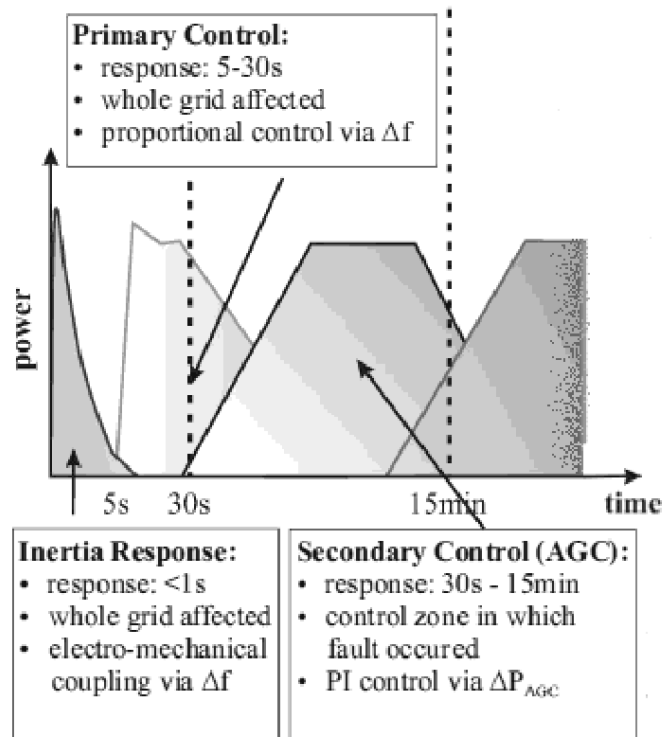 Primary Control:
• response: 5-30s
• whole grid affected
• proportional control via Δf
power
5s
30s
15min
time
Inertia Response:
• response: <1s
• whole grid affected
• electro-mechanical
coupling via Δf
Secondary Control (AGC):
• response: 30s - 15min
• control zone in which
fault occured
• PI control via ΔP_AGC